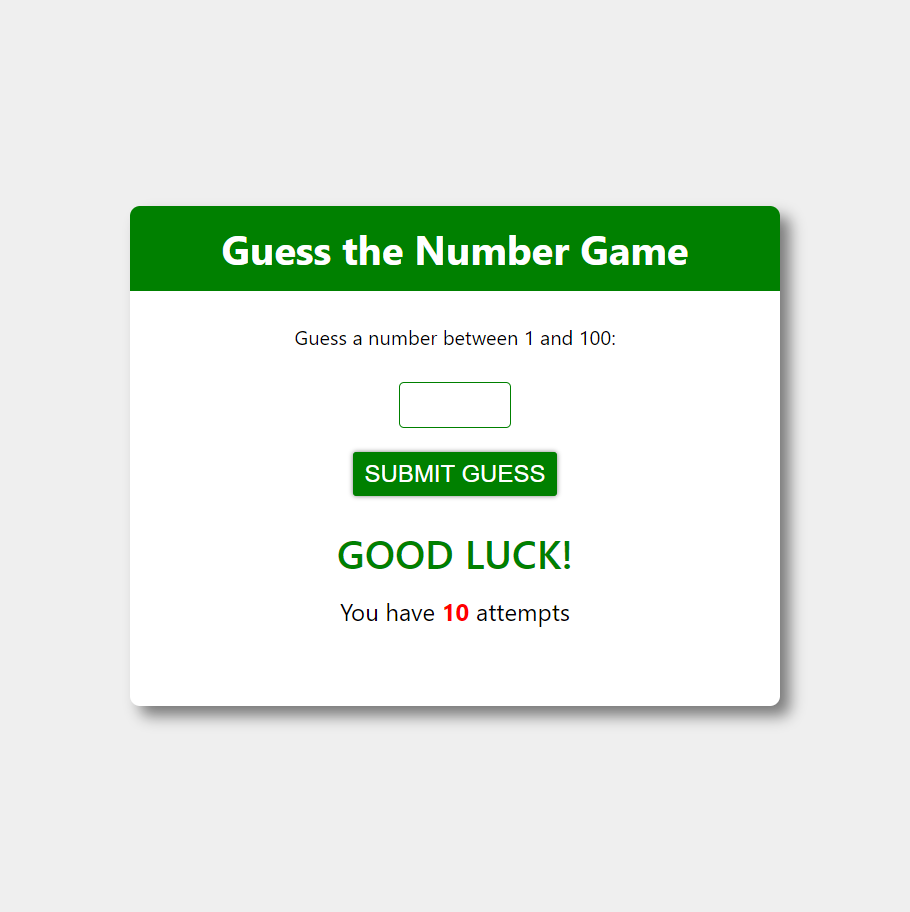 Guess the Number Game
Guess a number between 1 and 100:
SUBMIT GUESS
GOOD LUCK!
You have 10 attempts